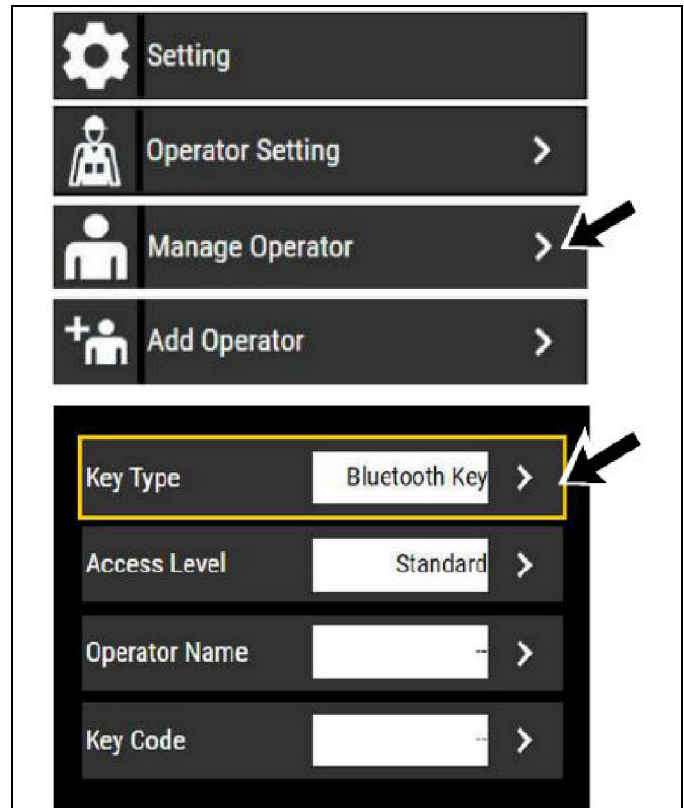 Setting
Operator Setting
Manage Operator
Add Operator
Key Type Bluetooth Key
Access Level Standard
Operator Name --
Key Code --